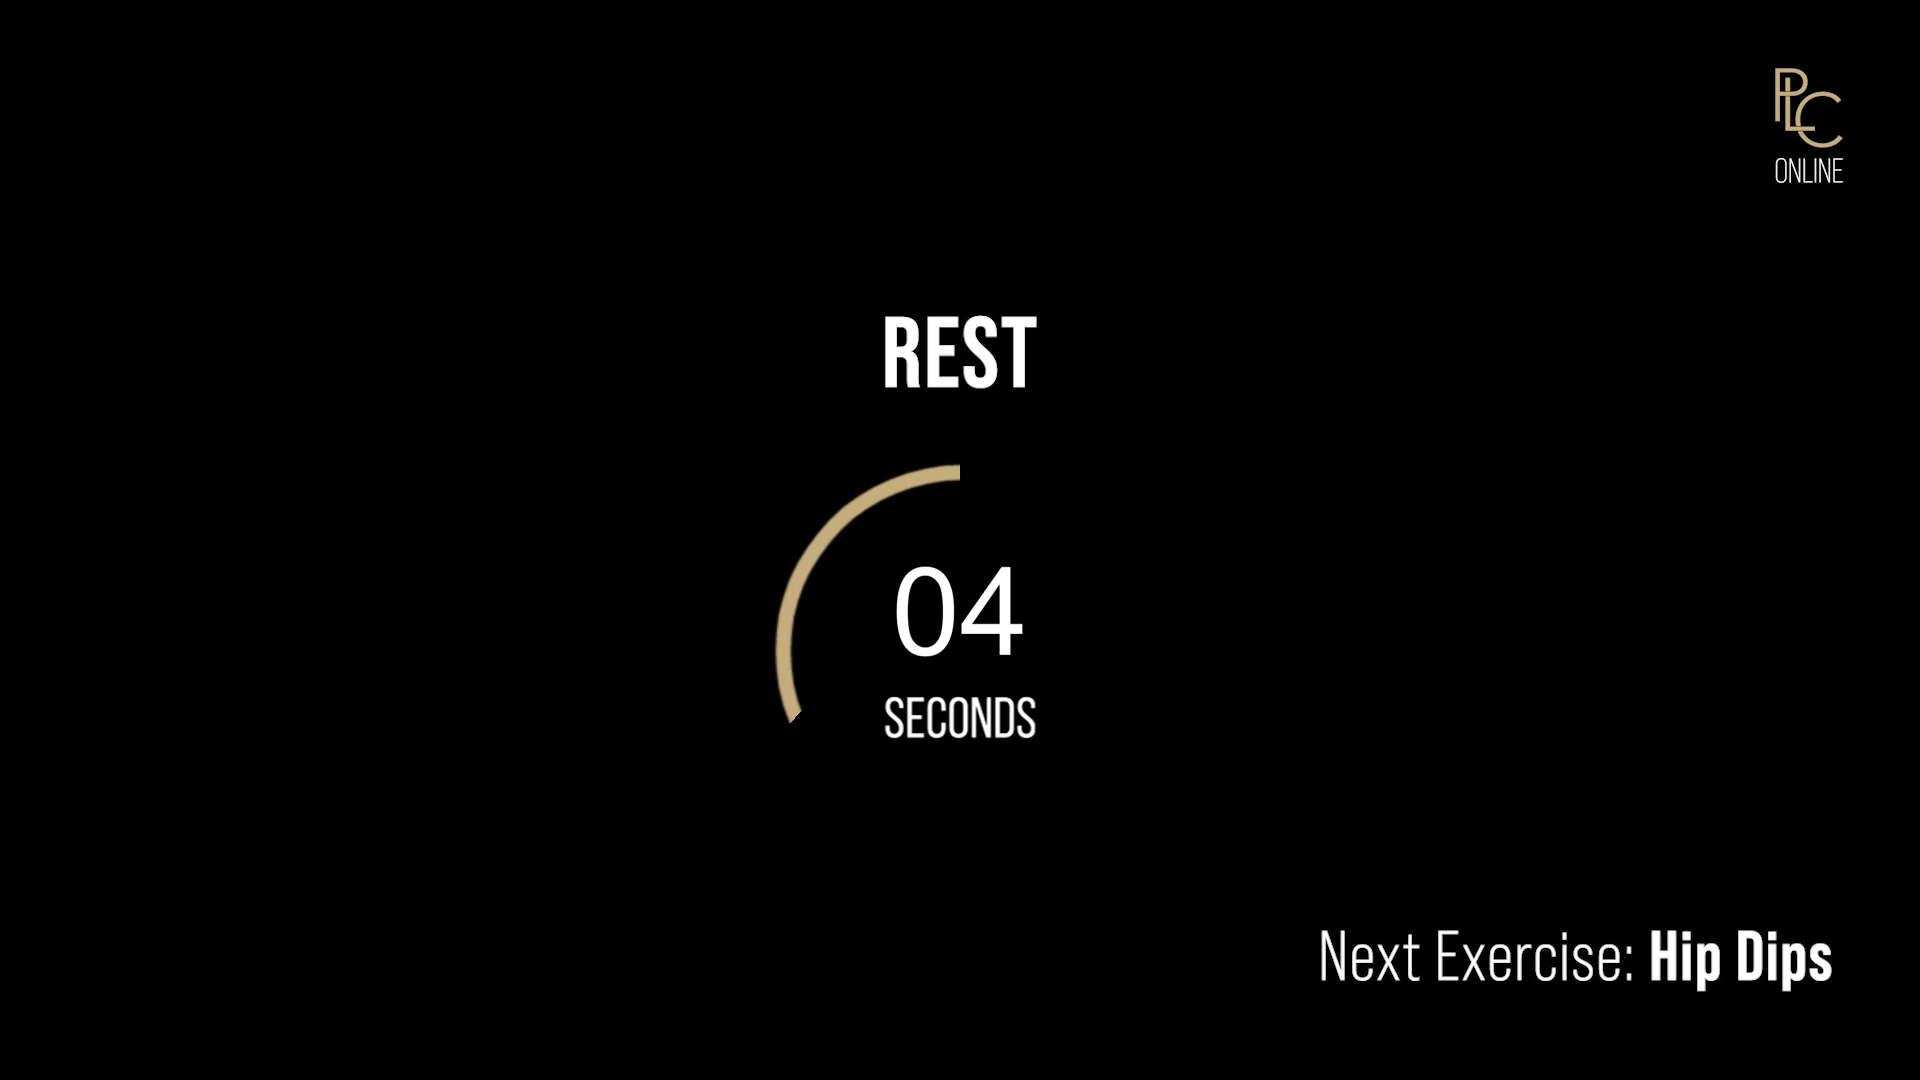 PLC
ONLINE
REST
04
SECONDS
Next Exercise: Hip Dips